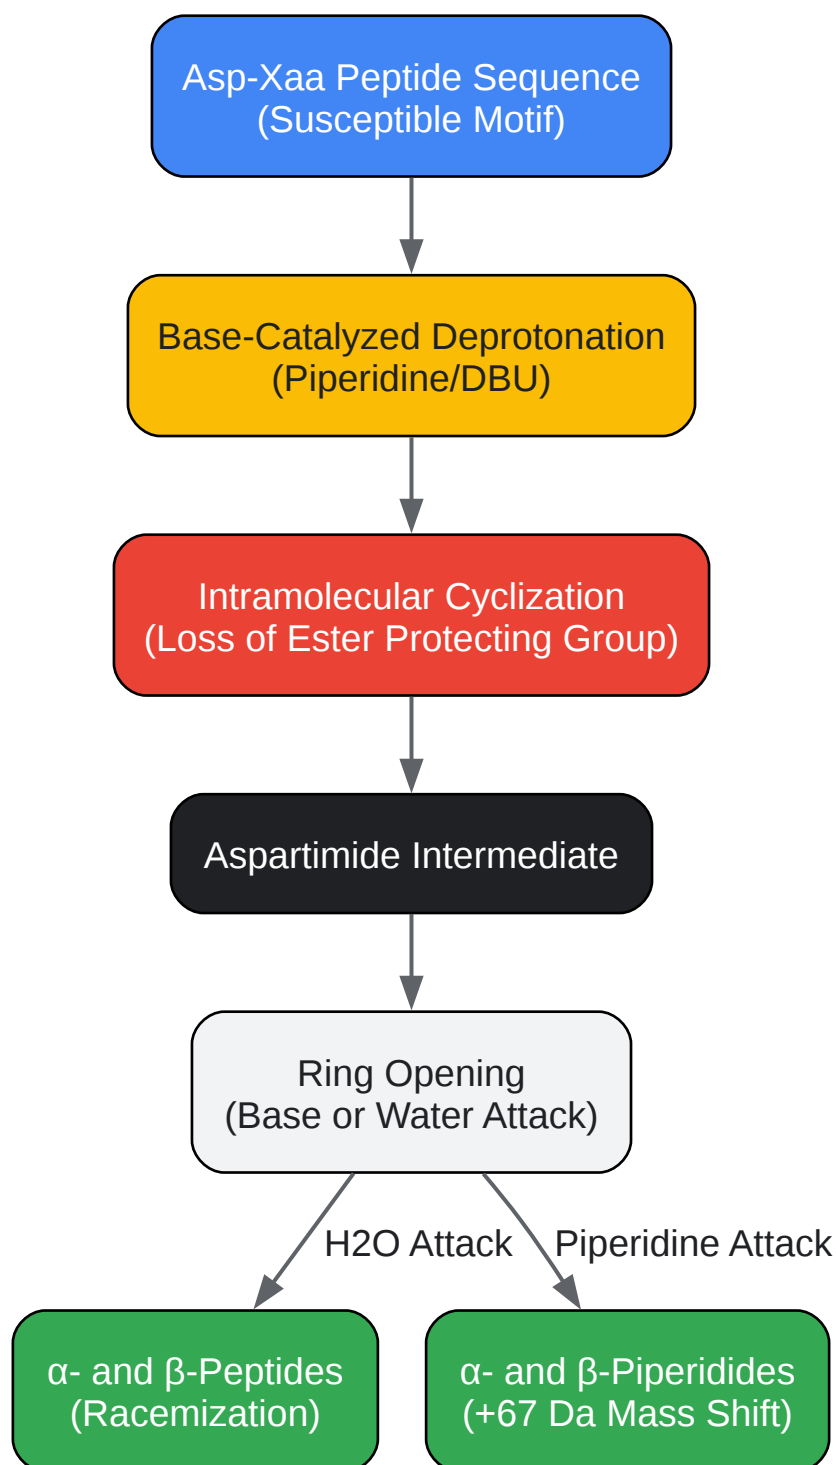 Asp-Xaa Peptide Sequence
(Susceptible Motif)
Base-Catalyzed Deprotonation
(Piperidine/DBU)
Intramolecular Cyclization
(Loss of Ester Protecting Group)
Aspartimide Intermediate
Ring Opening
(Base or Water Attack)
H2O Attack
Piperidine Attack
α- and β-Peptides
(Racemization)
α- and β-Piperidides
(+67 Da Mass Shift)